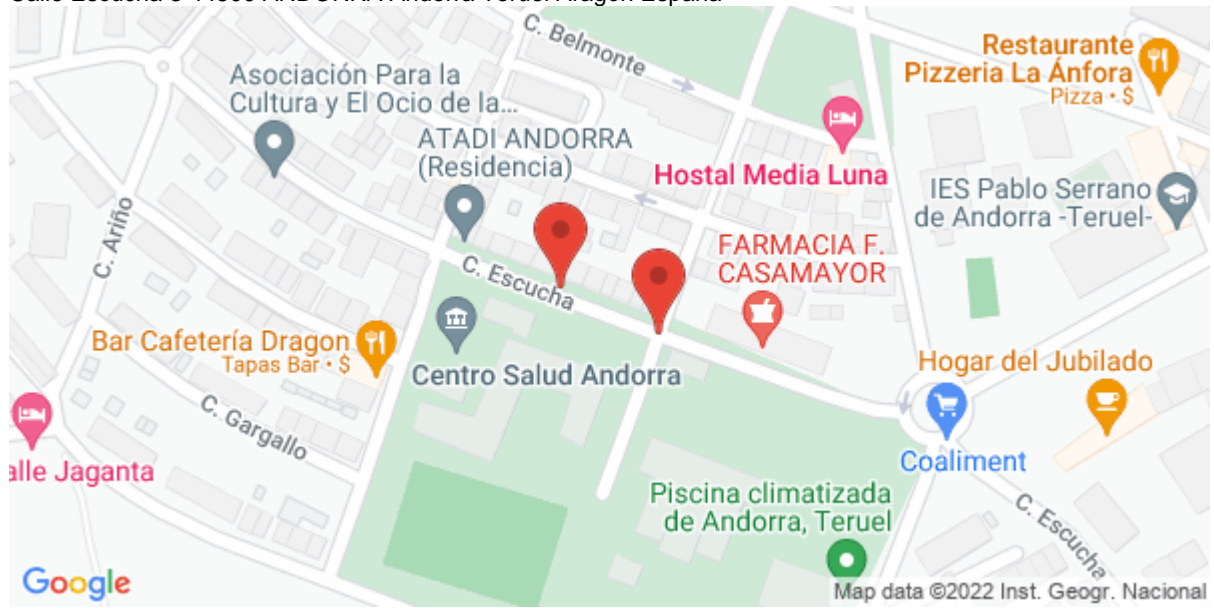 C. Belmonte
Restaurante
Pizzeria La Ánfora
Pizza • $
Asociación Para la
Cultura y El Ocio de la...
ATADI ANDORRA
(Residencia)
Hostal Media Luna
IES Pablo Serrano
de Andorra -Teruel-
C. Ariño
C. Escucha
FARMACIA F.
CASAMAYOR
Bar Cafetería Dragon
Tapas Bar • $
Centro Salud Andorra
Hogar del Jubilado
C. Gargallo
alle Jaganta
Coaliment
Piscina climatizada
de Andorra, Teruel
C. Escucha
Google
Map data ©2022 Inst. Geogr. Nacional